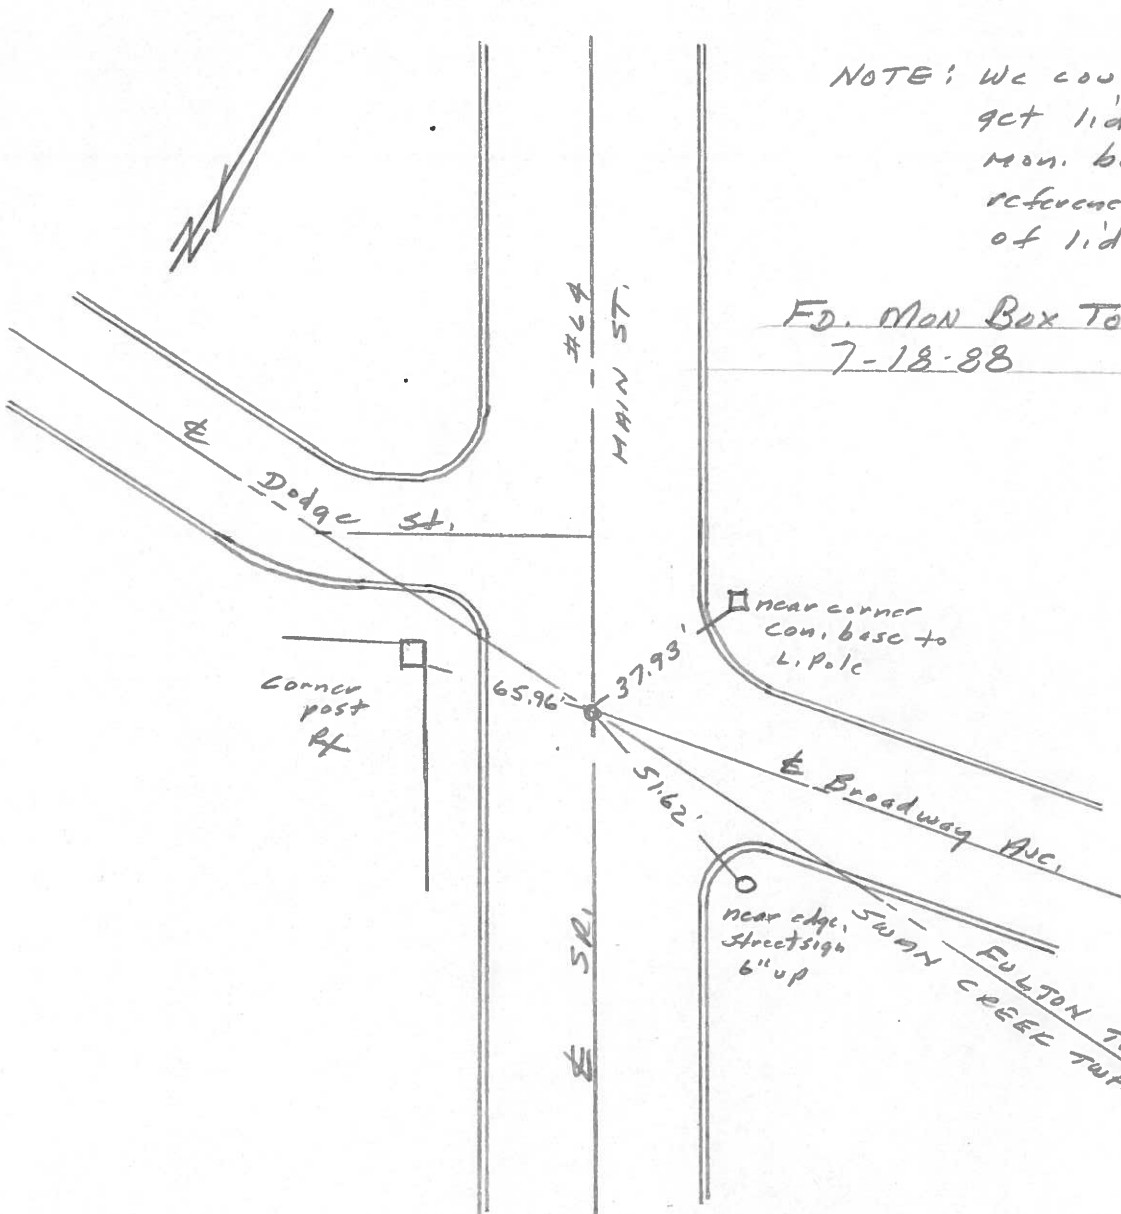 NOTE: We cou
get lid
Mon. b
reference
of lid
FD. MON BOX TO
7-18-88
N
#64
MAIN ST.
℄
Dodge St.
near corner
con. base to
L. Pole
37.93'
65.96'
corner
post
51.62'
℄ Broadway Ave.
near edge,
streetsign
6" up
℄ SR.
FULTON T
SWAN CREEK TWP